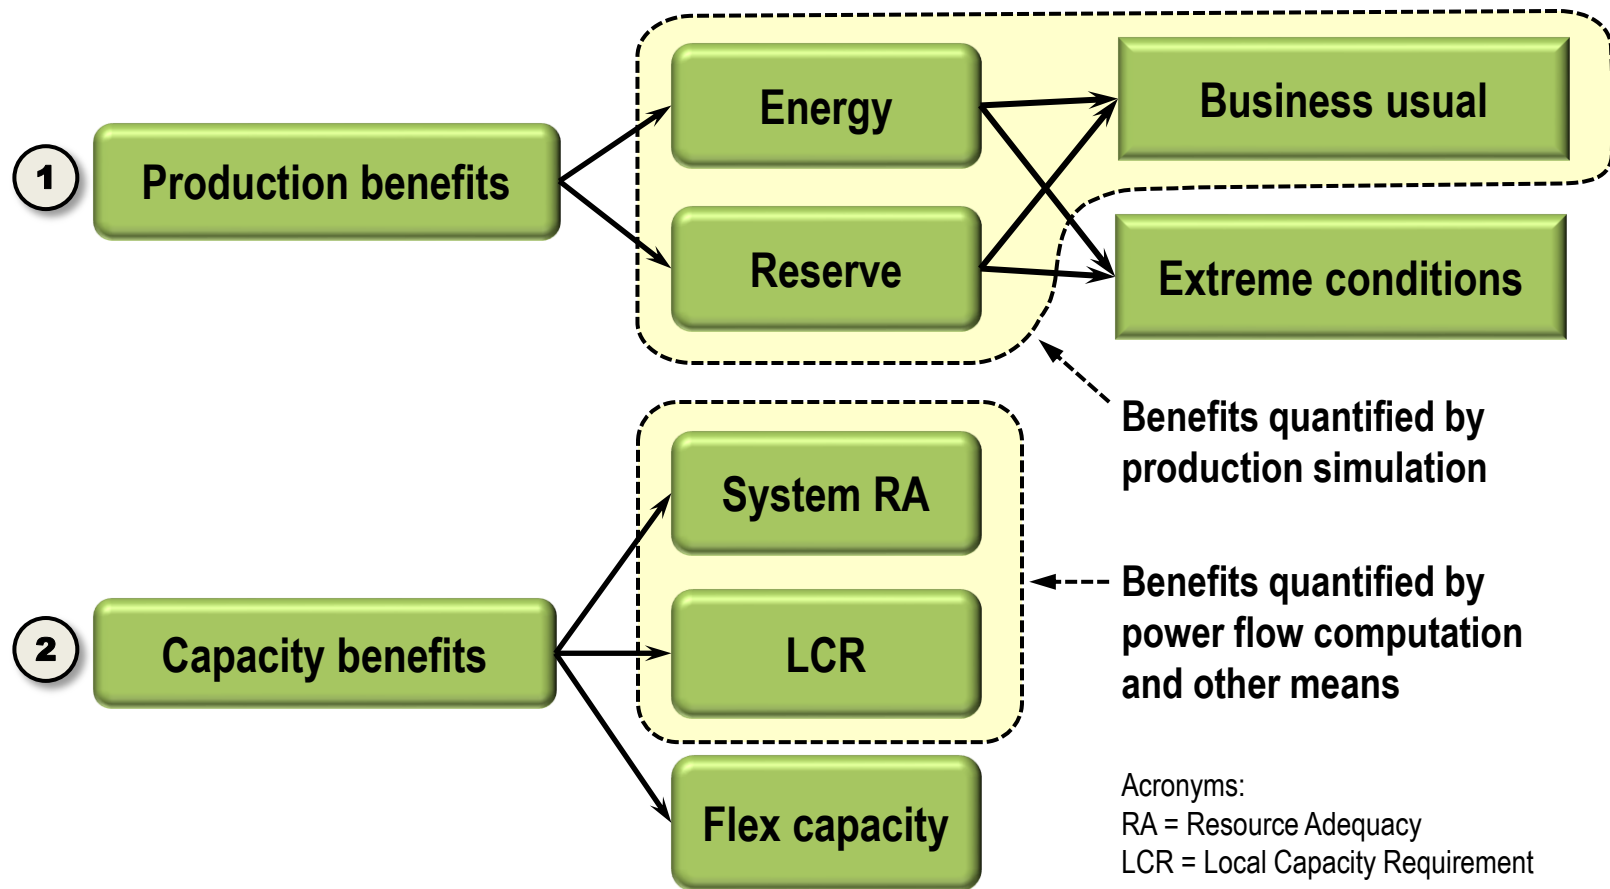 1
Production benefits
Energy
Reserve
Business usual
Extreme conditions
Benefits quantified by
production simulation
2
Capacity benefits
System RA
LCR
Flex capacity
Benefits quantified by
power flow computation
and other means
Acronyms:
RA = Resource Adequacy
LCR = Local Capacity Requirement